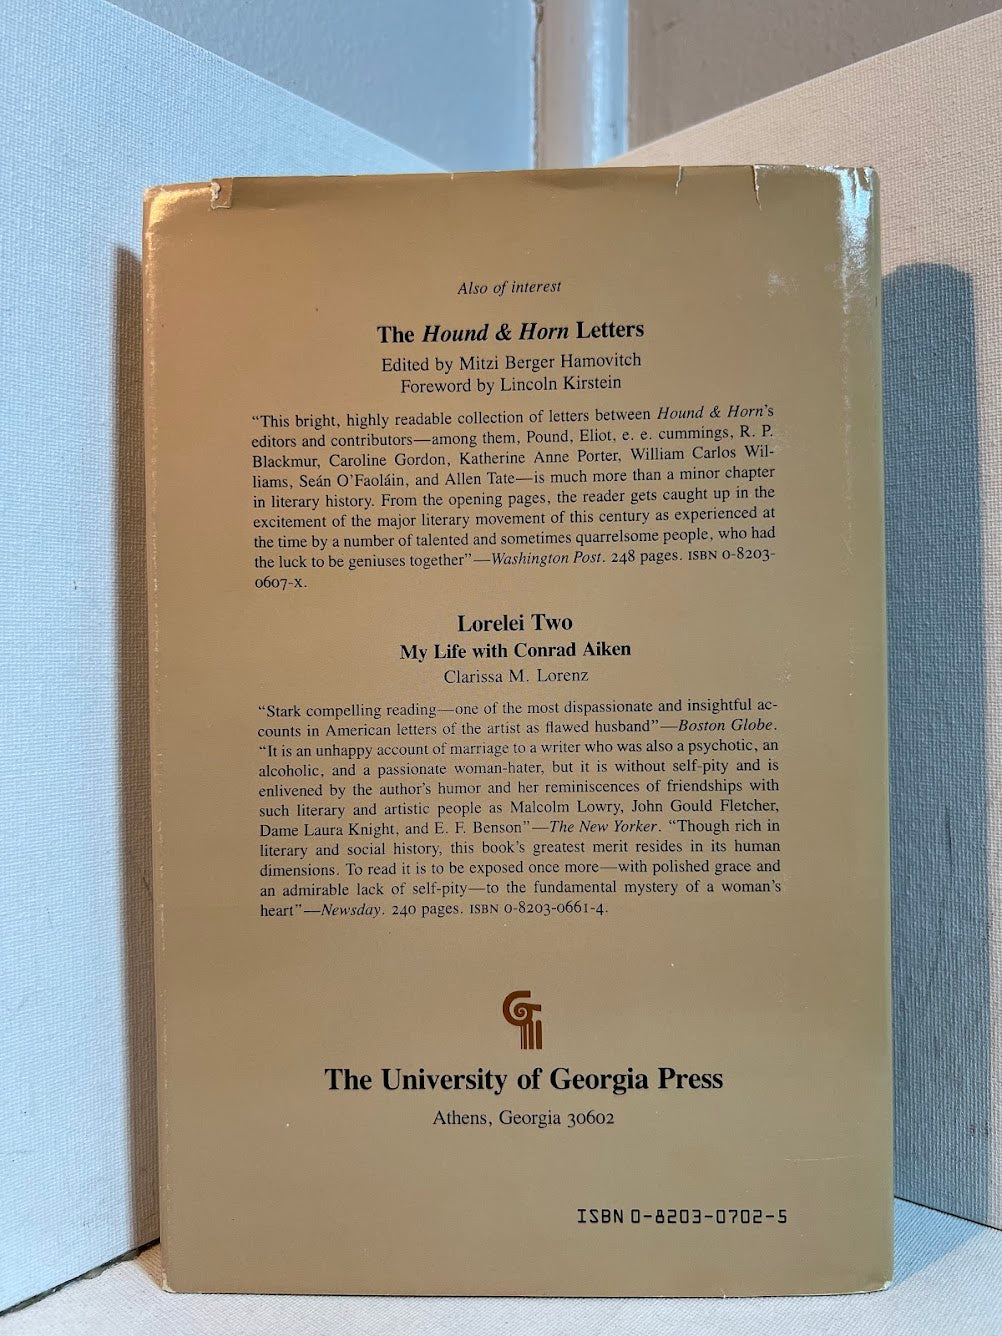 Also of interest
The Hound & Horn Letters
Edited by Mitzi Berger Hamovitch
Foreword by Lincoln Kirstein
“This bright, highly readable collection of letters between Hound & Horn’s
editors and contributors—among them, Pound, Eliot, e. e. cummings, R. P.
Blackmur, Caroline Gordon, Katherine Anne Porter, William Carlos Wil-
liams, Seán O’Faoláin, and Allen Tate—is much more than a minor chapter
in literary history. From the opening pages, the reader gets caught up in the
excitement of the major literary movement of this century as experienced at
the time by a number of talented and sometimes quarrelsome people, who had
the luck to be geniuses together”—Washington Post. 248 pages. ISBN 0-8203-
0607-X.
Lorelei Two
My Life with Conrad Aiken
Clarissa M. Lorenz
“Stark compelling reading—one of the most dispassionate and insightful ac-
counts in American letters of the artist as flawed husband”—Boston Globe.
“It is an unhappy account of marriage to a writer who was also a psychotic, an
alcoholic, and a passionate woman-hater, but it is without self-pity and is
enlivened by the author’s humor and her reminiscences of friendships with
such literary and artistic people as Malcolm Lowry, John Gould Fletcher,
Dame Laura Knight, and E. F. Benson”—The New Yorker. “Though rich in
literary and social history, this book’s greatest merit resides in its human
dimensions. To read it is to be exposed once more—with polished grace and
an admirable lack of self-pity—to the fundamental mystery of a woman’s
heart”—Newsday. 240 pages. ISBN 0-8203-0661-4.
The University of Georgia Press
Athens, Georgia 30602
ISBN 0-8203-0702-5